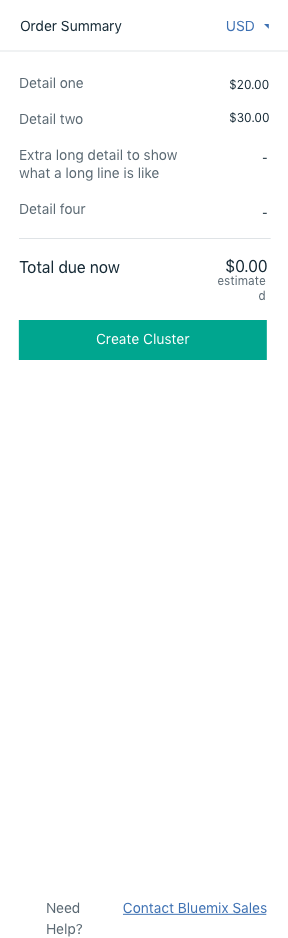 Order Summary USD
Detail one $20.00
Detail two $30.00
Extra long detail to show -
what a long line is like
Detail four -
Total due now $0.00
estimate
d
Create Cluster
Need Contact Bluemix Sales
Help?